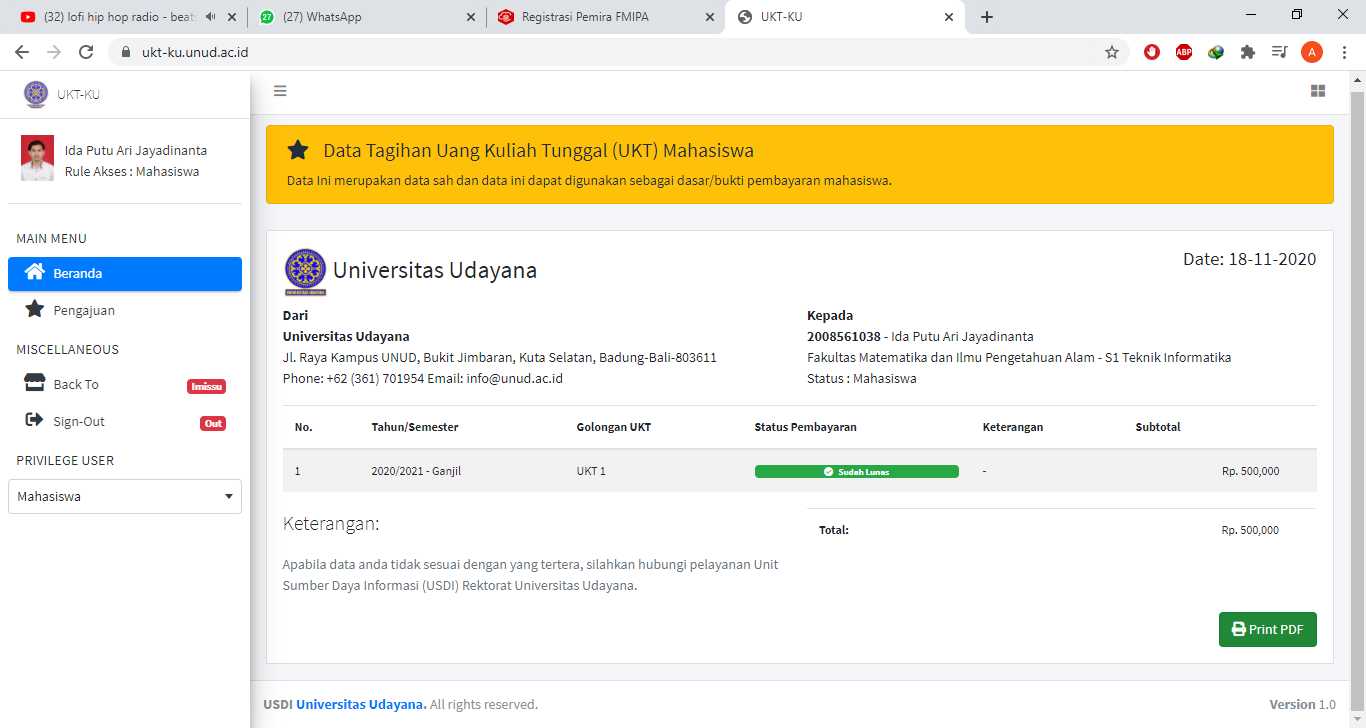 (32) lofi hip hop radio - beat
(27) WhatsApp
Registrasi Pemira FMIPA
UKT-KU
ukt-ku.unud.ac.id
ABP
A
UKT-KU
Ida Putu Ari Jayadinanta
Rule Akses : Mahasiswa
MAIN MENU
Beranda
Pengajuan
MISCELLANEOUS
Back To
Imissu
Sign-Out
Out
PRIVILEGE USER
Mahasiswa
Data Tagihan Uang Kuliah Tunggal (UKT) Mahasiswa
Data Ini merupakan data sah dan data ini dapat digunakan sebagai dasar/bukti pembayaran mahasiswa.
Universitas Udayana
Date: 18-11-2020
Dari
Universitas Udayana
Jl. Raya Kampus UNUD, Bukit Jimbaran, Kuta Selatan, Badung-Bali-803611
Phone: +62 (361) 701954 Email: info@unud.ac.id
Kepada
2008561038 - Ida Putu Ari Jayadinanta
Fakultas Matematika dan Ilmu Pengetahuan Alam - S1 Teknik Informatika
Status : Mahasiswa
No. Tahun/Semester Golongan UKT Status Pembayaran Keterangan Subtotal
1 2020/2021 - Ganjil UKT 1 Sudah Lunas - Rp. 500,000
Keterangan:
Apabila data anda tidak sesuai dengan yang tertera, silahkan hubungi pelayanan Unit
Sumber Daya Informasi (USDI) Rektorat Universitas Udayana.
Total: Rp. 500,000
Print PDF
USDI Universitas Udayana. All rights reserved.
Version 1.0